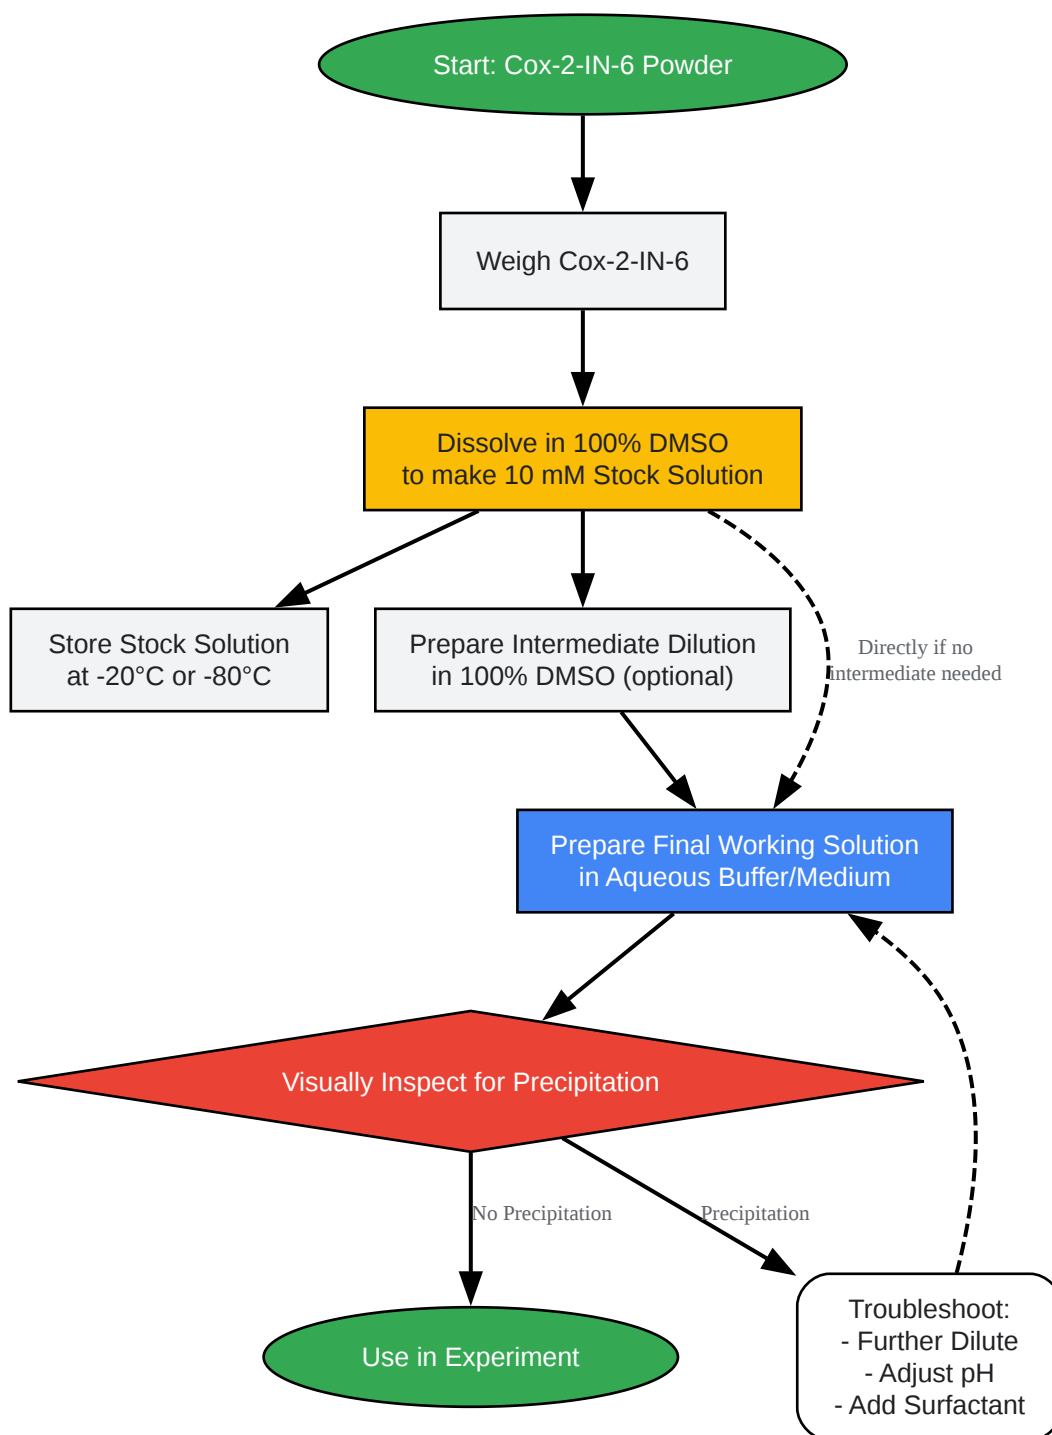 Start: Cox-2-IN-6 Powder
Weigh Cox-2-IN-6
Dissolve in 100% DMSO
to make 10 mM Stock Solution
Store Stock Solution
at -20°C or -80°C
Prepare Intermediate Dilution
in 100% DMSO (optional)
Directly if no
intermediate needed
Prepare Final Working Solution
in Aqueous Buffer/Medium
Visually Inspect for Precipitation
No Precipitation
Precipitation
Use in Experiment
Troubleshoot:
- Further Dilute
- Adjust pH
- Add Surfactant